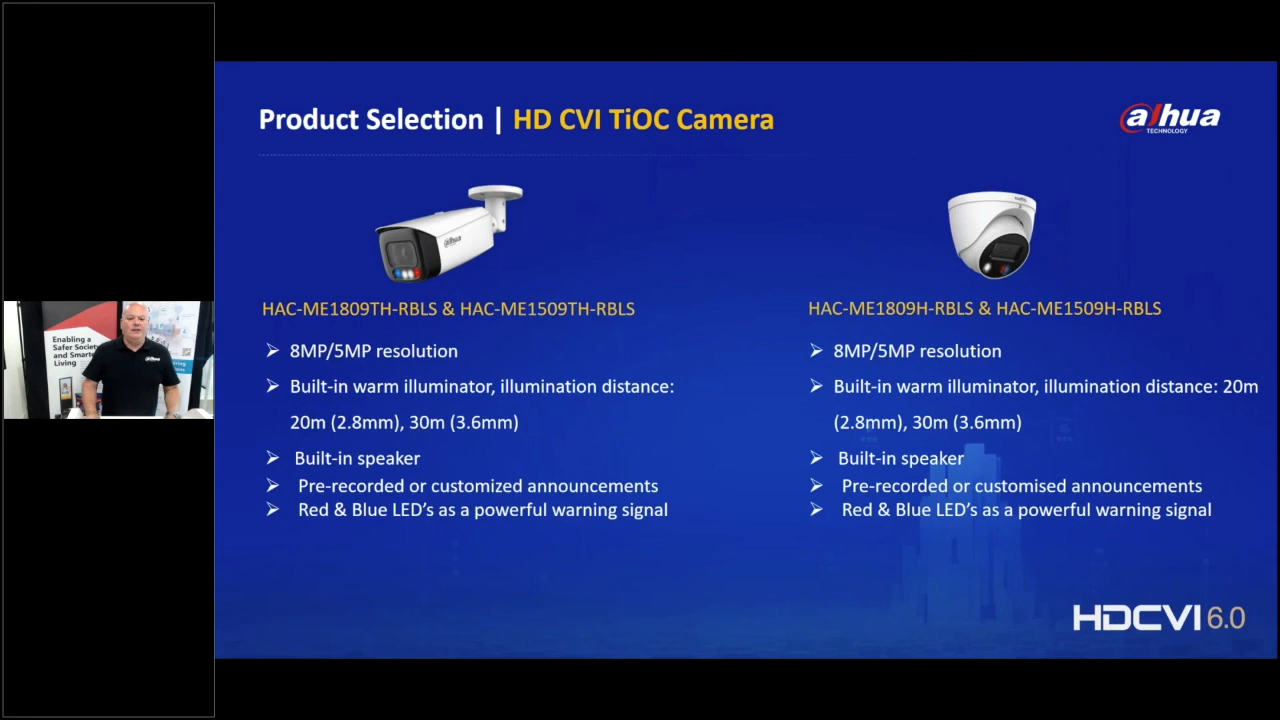 Product Selection | HD CVI TiOC Camera
alhua
TECHNOLOGY
HAC-ME1809TH-RBLS & HAC-ME1509TH-RBLS
8MP/5MP resolution
Built-in warm illuminator, illumination distance:
20m (2.8mm), 30m (3.6mm)
Built-in speaker
Pre-recorded or customized announcements
Red & Blue LED’s as a powerful warning signal
HAC-ME1809H-RBLS & HAC-ME1509H-RBLS
8MP/5MP resolution
Built-in warm illuminator, illumination distance: 20m
(2.8mm), 30m (3.6mm)
Built-in speaker
Pre-recorded or customised announcements
Red & Blue LED’s as a powerful warning signal
HDCVI 6.0
Enabling a
Safer Society
and Smarte
Living